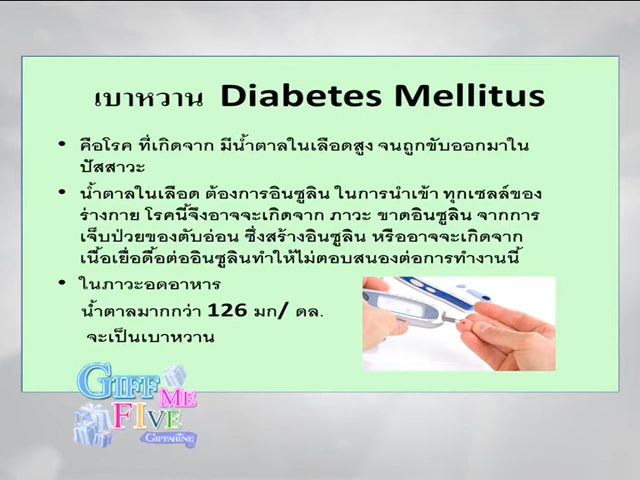 เบาหวาน Diabetes Mellitus
• คือโรค ที่เกิดจาก มีน้ำตาลในเลือดสูง จนถูกขับออกมาใน
ปัสสาวะ
• น้ำตาลในเลือด ต้องการอินซูลิน ในการนำเข้า ทุกเซลล์ของ
ร่างกาย โรคนี้จึงอาจจะเกิดจาก ภาวะ ขาดอินซูลิน จากการ
เจ็บป่วยของตับอ่อน ซึ่งสร้างอินซูลิน หรืออาจจะเกิดจาก
เนื้อเยื่อดื้อต่ออินซูลินทำให้ไม่ตอบสนองต่อการทำงานนี้
• ในภาวะอดอาหาร
น้ำตาลมากกว่า 126 มก/ ดล.
จะเป็นเบาหวาน
GIFF ME
FIVE
GIFFARINE